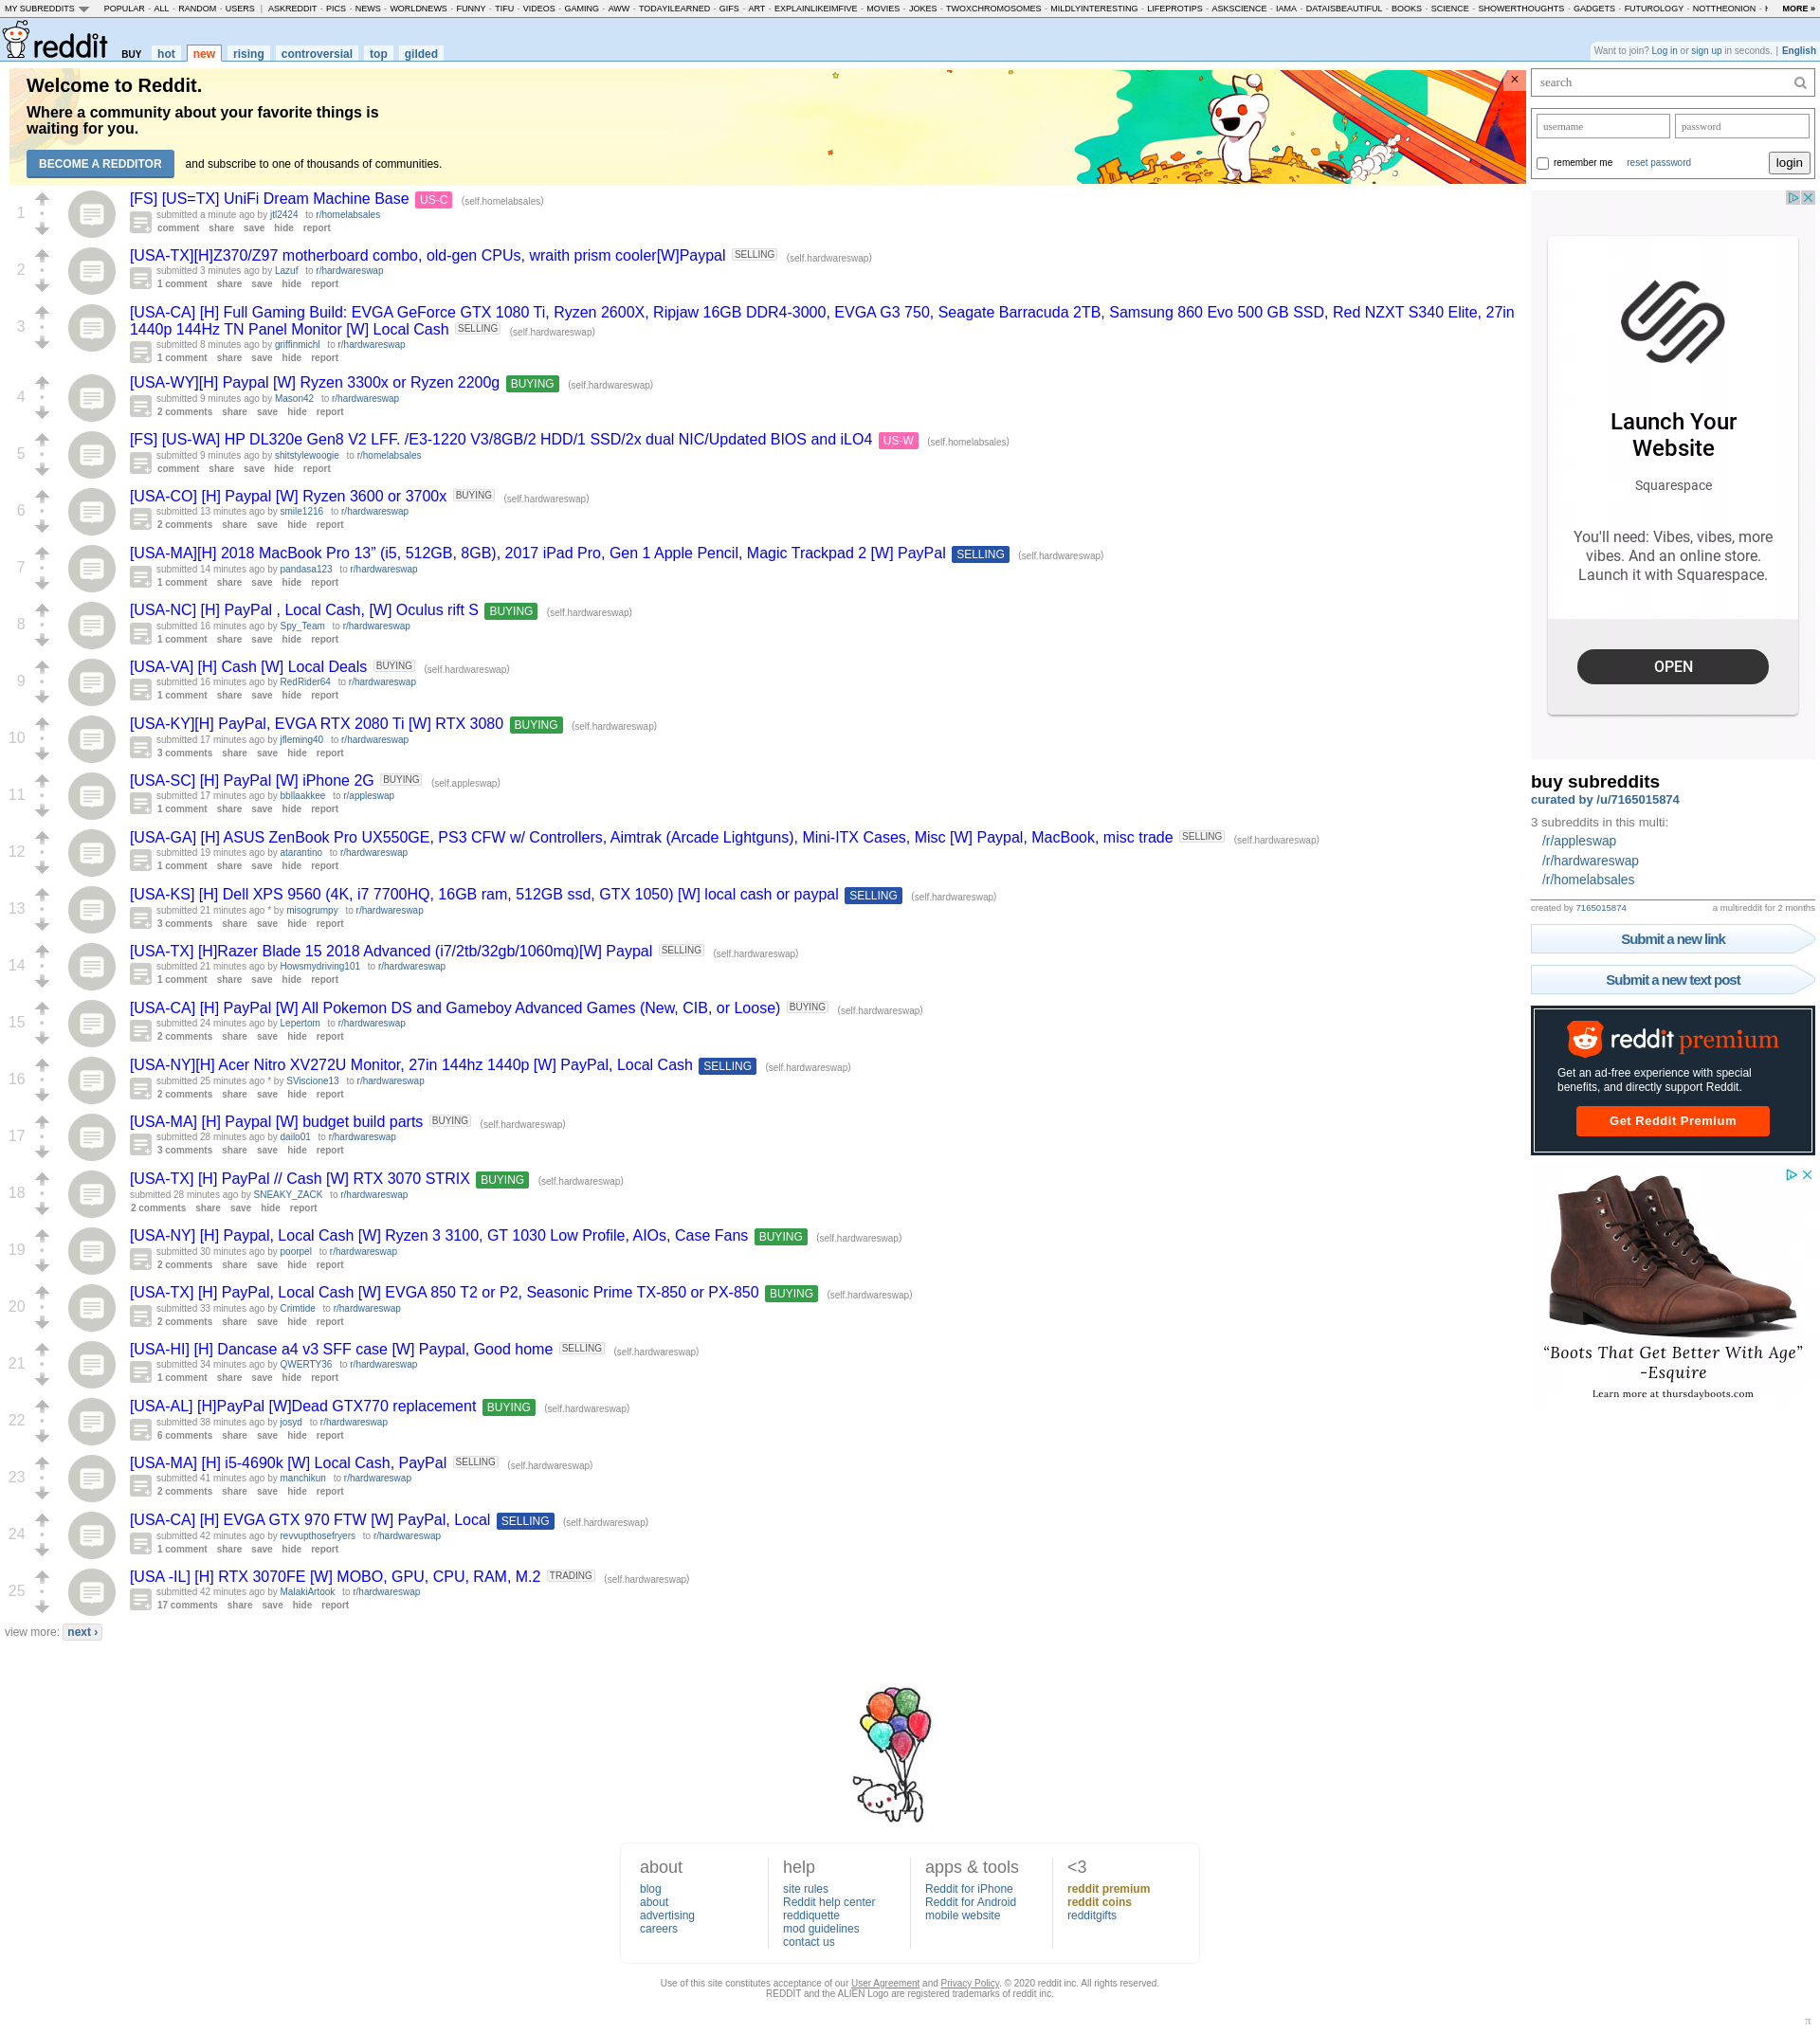 MY SUBREDDITS POPULAR - ALL - RANDOM - USERS | ASKREDDIT - PICS - NEWS - WORLDNEWS - FUNNY - TIFU - VIDEOS - GAMING - AWW - TODAYILEARNED - GIFS - ART - EXPLAINLIKEIMFIVE - MOVIES - JOKES - TWOXCHROMOSOMES - MILDLYINTERESTING - LIFEPROTIPS - ASKSCIENCE - IAMA - DATAISBEAUTIFUL - BOOKS - SCIENCE - SHOWERTHOUGHTS - GADGETS - FUTUROLOGY - NOTTHEONION - MORE »
reddit BUY hot new rising controversial top gilded
Want to join? Log in or sign up in seconds. | English
Welcome to Reddit.
Where a community about your favorite things is
waiting for you.
BECOME A REDDITOR and subscribe to one of thousands of communities.
×
1
[FS] [US=TX] UniFi Dream Machine Base US-C (self.homelabsales)
submitted a minute ago by jtl2424 to r/homelabsales
comment share save hide report
2
[USA-TX][H]Z370/Z97 motherboard combo, old-gen CPUs, wraith prism cooler[W]Paypal SELLING (self.hardwareswap)
submitted 3 minutes ago by Lazuf to r/hardwareswap
1 comment share save hide report
3
[USA-CA] [H] Full Gaming Build: EVGA GeForce GTX 1080 Ti, Ryzen 2600X, Ripjaw 16GB DDR4-3000, EVGA G3 750, Seagate Barracuda 2TB, Samsung 860 Evo 500 GB SSD, Red NZXT S340 Elite, 27in
1440p 144Hz TN Panel Monitor [W] Local Cash SELLING (self.hardwareswap)
submitted 8 minutes ago by griffinmichl to r/hardwareswap
1 comment share save hide report
4
[USA-WY][H] Paypal [W] Ryzen 3300x or Ryzen 2200g BUYING (self.hardwareswap)
submitted 9 minutes ago by Mason42 to r/hardwareswap
2 comments share save hide report
5
[FS] [US-WA] HP DL320e Gen8 V2 LFF. /E3-1220 V3/8GB/2 HDD/1 SSD/2x dual NIC/Updated BIOS and iLO4 US-W (self.homelabsales)
submitted 9 minutes ago by shitstylewoogie to r/homelabsales
comment share save hide report
6
[USA-CO] [H] Paypal [W] Ryzen 3600 or 3700x BUYING (self.hardwareswap)
submitted 13 minutes ago by smile1216 to r/hardwareswap
2 comments share save hide report
7
[USA-MA][H] 2018 MacBook Pro 13” (i5, 512GB, 8GB), 2017 iPad Pro, Gen 1 Apple Pencil, Magic Trackpad 2 [W] PayPal SELLING (self.hardwareswap)
submitted 14 minutes ago by pandasa123 to r/hardwareswap
1 comment share save hide report
8
[USA-NC] [H] PayPal , Local Cash, [W] Oculus rift S BUYING (self.hardwareswap)
submitted 16 minutes ago by Spy_Team to r/hardwareswap
1 comment share save hide report
9
[USA-VA] [H] Cash [W] Local Deals BUYING (self.hardwareswap)
submitted 16 minutes ago by RedRider64 to r/hardwareswap
1 comment share save hide report
10
[USA-KY][H] PayPal, EVGA RTX 2080 Ti [W] RTX 3080 BUYING (self.hardwareswap)
submitted 17 minutes ago by jfleming40 to r/hardwareswap
3 comments share save hide report
11
[USA-SC] [H] PayPal [W] iPhone 2G BUYING (self.appleswap)
submitted 17 minutes ago by bbllaakkee to r/appleswap
1 comment share save hide report
12
[USA-GA] [H] ASUS ZenBook Pro UX550GE, PS3 CFW w/ Controllers, Aimtrak (Arcade Lightguns), Mini-ITX Cases, Misc [W] Paypal, MacBook, misc trade SELLING (self.hardwareswap)
submitted 19 minutes ago by atarantino to r/hardwareswap
1 comment share save hide report
13
[USA-KS] [H] Dell XPS 9560 (4K, i7 7700HQ, 16GB ram, 512GB ssd, GTX 1050) [W] local cash or paypal SELLING (self.hardwareswap)
submitted 21 minutes ago * by misogrumpy to r/hardwareswap
3 comments share save hide report
14
[USA-TX] [H]Razer Blade 15 2018 Advanced (i7/2tb/32gb/1060mq)[W] Paypal SELLING (self.hardwareswap)
submitted 21 minutes ago by Howsmydriving101 to r/hardwareswap
1 comment share save hide report
15
[USA-CA] [H] PayPal [W] All Pokemon DS and Gameboy Advanced Games (New, CIB, or Loose) BUYING (self.hardwareswap)
submitted 24 minutes ago by Lepertom to r/hardwareswap
2 comments share save hide report
16
[USA-NY][H] Acer Nitro XV272U Monitor, 27in 144hz 1440p [W] PayPal, Local Cash SELLING (self.hardwareswap)
submitted 25 minutes ago * by SViscione13 to r/hardwareswap
2 comments share save hide report
17
[USA-MA] [H] Paypal [W] budget build parts BUYING (self.hardwareswap)
submitted 28 minutes ago by dailo01 to r/hardwareswap
3 comments share save hide report
18
[USA-TX] [H] PayPal // Cash [W] RTX 3070 STRIX BUYING (self.hardwareswap)
submitted 28 minutes ago by SNEAKY_ZACK to r/hardwareswap
2 comments share save hide report
19
[USA-NY] [H] Paypal, Local Cash [W] Ryzen 3 3100, GT 1030 Low Profile, AIOs, Case Fans BUYING (self.hardwareswap)
submitted 30 minutes ago by poorpel to r/hardwareswap
2 comments share save hide report
20
[USA-TX] [H] PayPal, Local Cash [W] EVGA 850 T2 or P2, Seasonic Prime TX-850 or PX-850 BUYING (self.hardwareswap)
submitted 33 minutes ago by Crimtide to r/hardwareswap
2 comments share save hide report
21
[USA-HI] [H] Dancase a4 v3 SFF case [W] Paypal, Good home SELLING (self.hardwareswap)
submitted 34 minutes ago by QWERTY36 to r/hardwareswap
1 comment share save hide report
22
[USA-AL] [H]PayPal [W]Dead GTX770 replacement BUYING (self.hardwareswap)
submitted 38 minutes ago by josyd to r/hardwareswap
6 comments share save hide report
23
[USA-MA] [H] i5-4690k [W] Local Cash, PayPal SELLING (self.hardwareswap)
submitted 41 minutes ago by manchikun to r/hardwareswap
2 comments share save hide report
24
[USA-CA] [H] EVGA GTX 970 FTW [W] PayPal, Local SELLING (self.hardwareswap)
submitted 42 minutes ago by revvupthosefryers to r/hardwareswap
1 comment share save hide report
25
[USA -IL] [H] RTX 3070FE [W] MOBO, GPU, CPU, RAM, M.2 TRADING (self.hardwareswap)
submitted 42 minutes ago by MalakiArtook to r/hardwareswap
17 comments share save hide report
view more: next ›
search
username password
remember me reset password login
Launch Your
Website
Squarespace
You'll need: Vibes, vibes, more
vibes. And an online store.
Launch it with Squarespace.
OPEN
buy subreddits
curated by /u/7165015874
3 subreddits in this multi:
/r/appleswap
/r/hardwareswap
/r/homelabsales
created by 7165015874 a multireddit for 2 months
Submit a new link
Submit a new text post
reddit premium
Get an ad-free experience with special
benefits, and directly support Reddit.
Get Reddit Premium
“Boots That Get Better With Age”
-Esquire
Learn more at thursdayboots.com
about
blog
about
advertising
careers
help
site rules
Reddit help center
reddiquette
mod guidelines
contact us
apps & tools
Reddit for iPhone
Reddit for Android
mobile website
<3
reddit premium
reddit coins
redditgifts
Use of this site constitutes acceptance of our User Agreement and Privacy Policy. © 2020 reddit inc. All rights reserved.
REDDIT and the ALIEN Logo are registered trademarks of reddit inc.
π